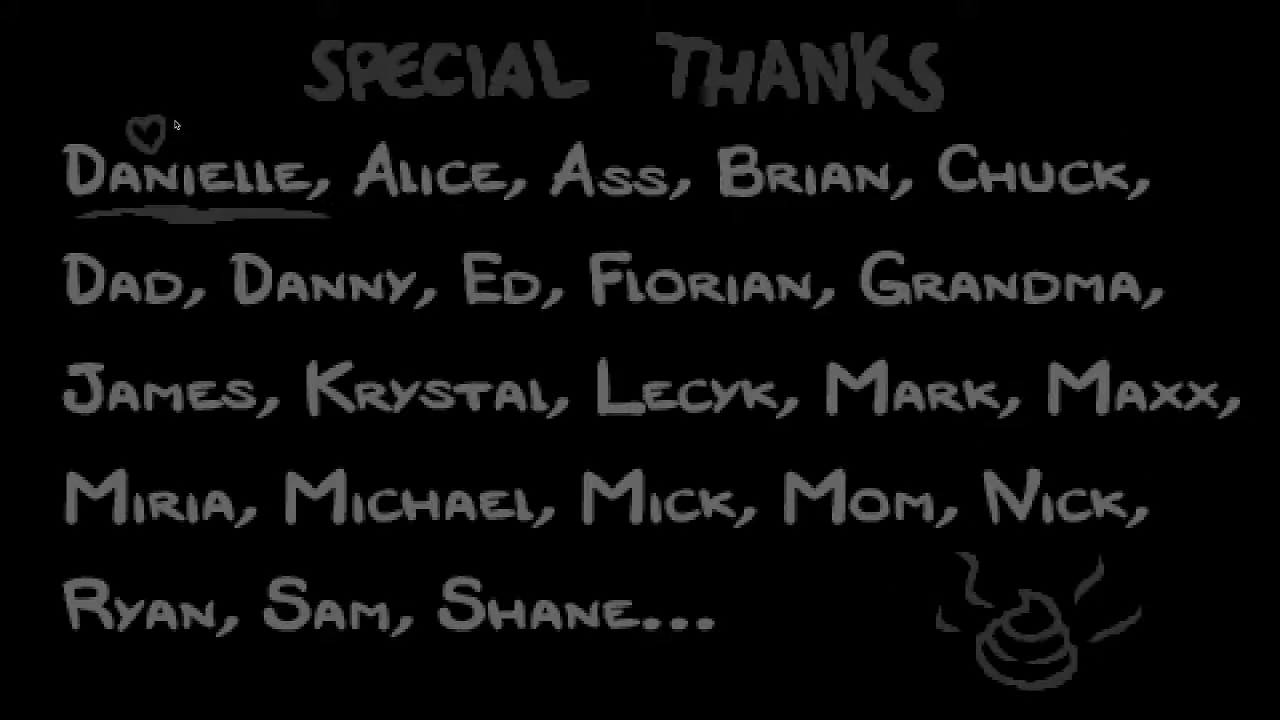 SPECIAL THANKS
DANIELLE, ALICE, ASS, BRIAN, CHUCK,
DAD, DANNY, ED, FLORIAN, GRANDMA,
JAMES, KRYSTAL, LECYK, MARK, MAXX,
MIRIA, MICHAEL, MICK, MOM, NICK,
RYAN, SAM, SHANE...